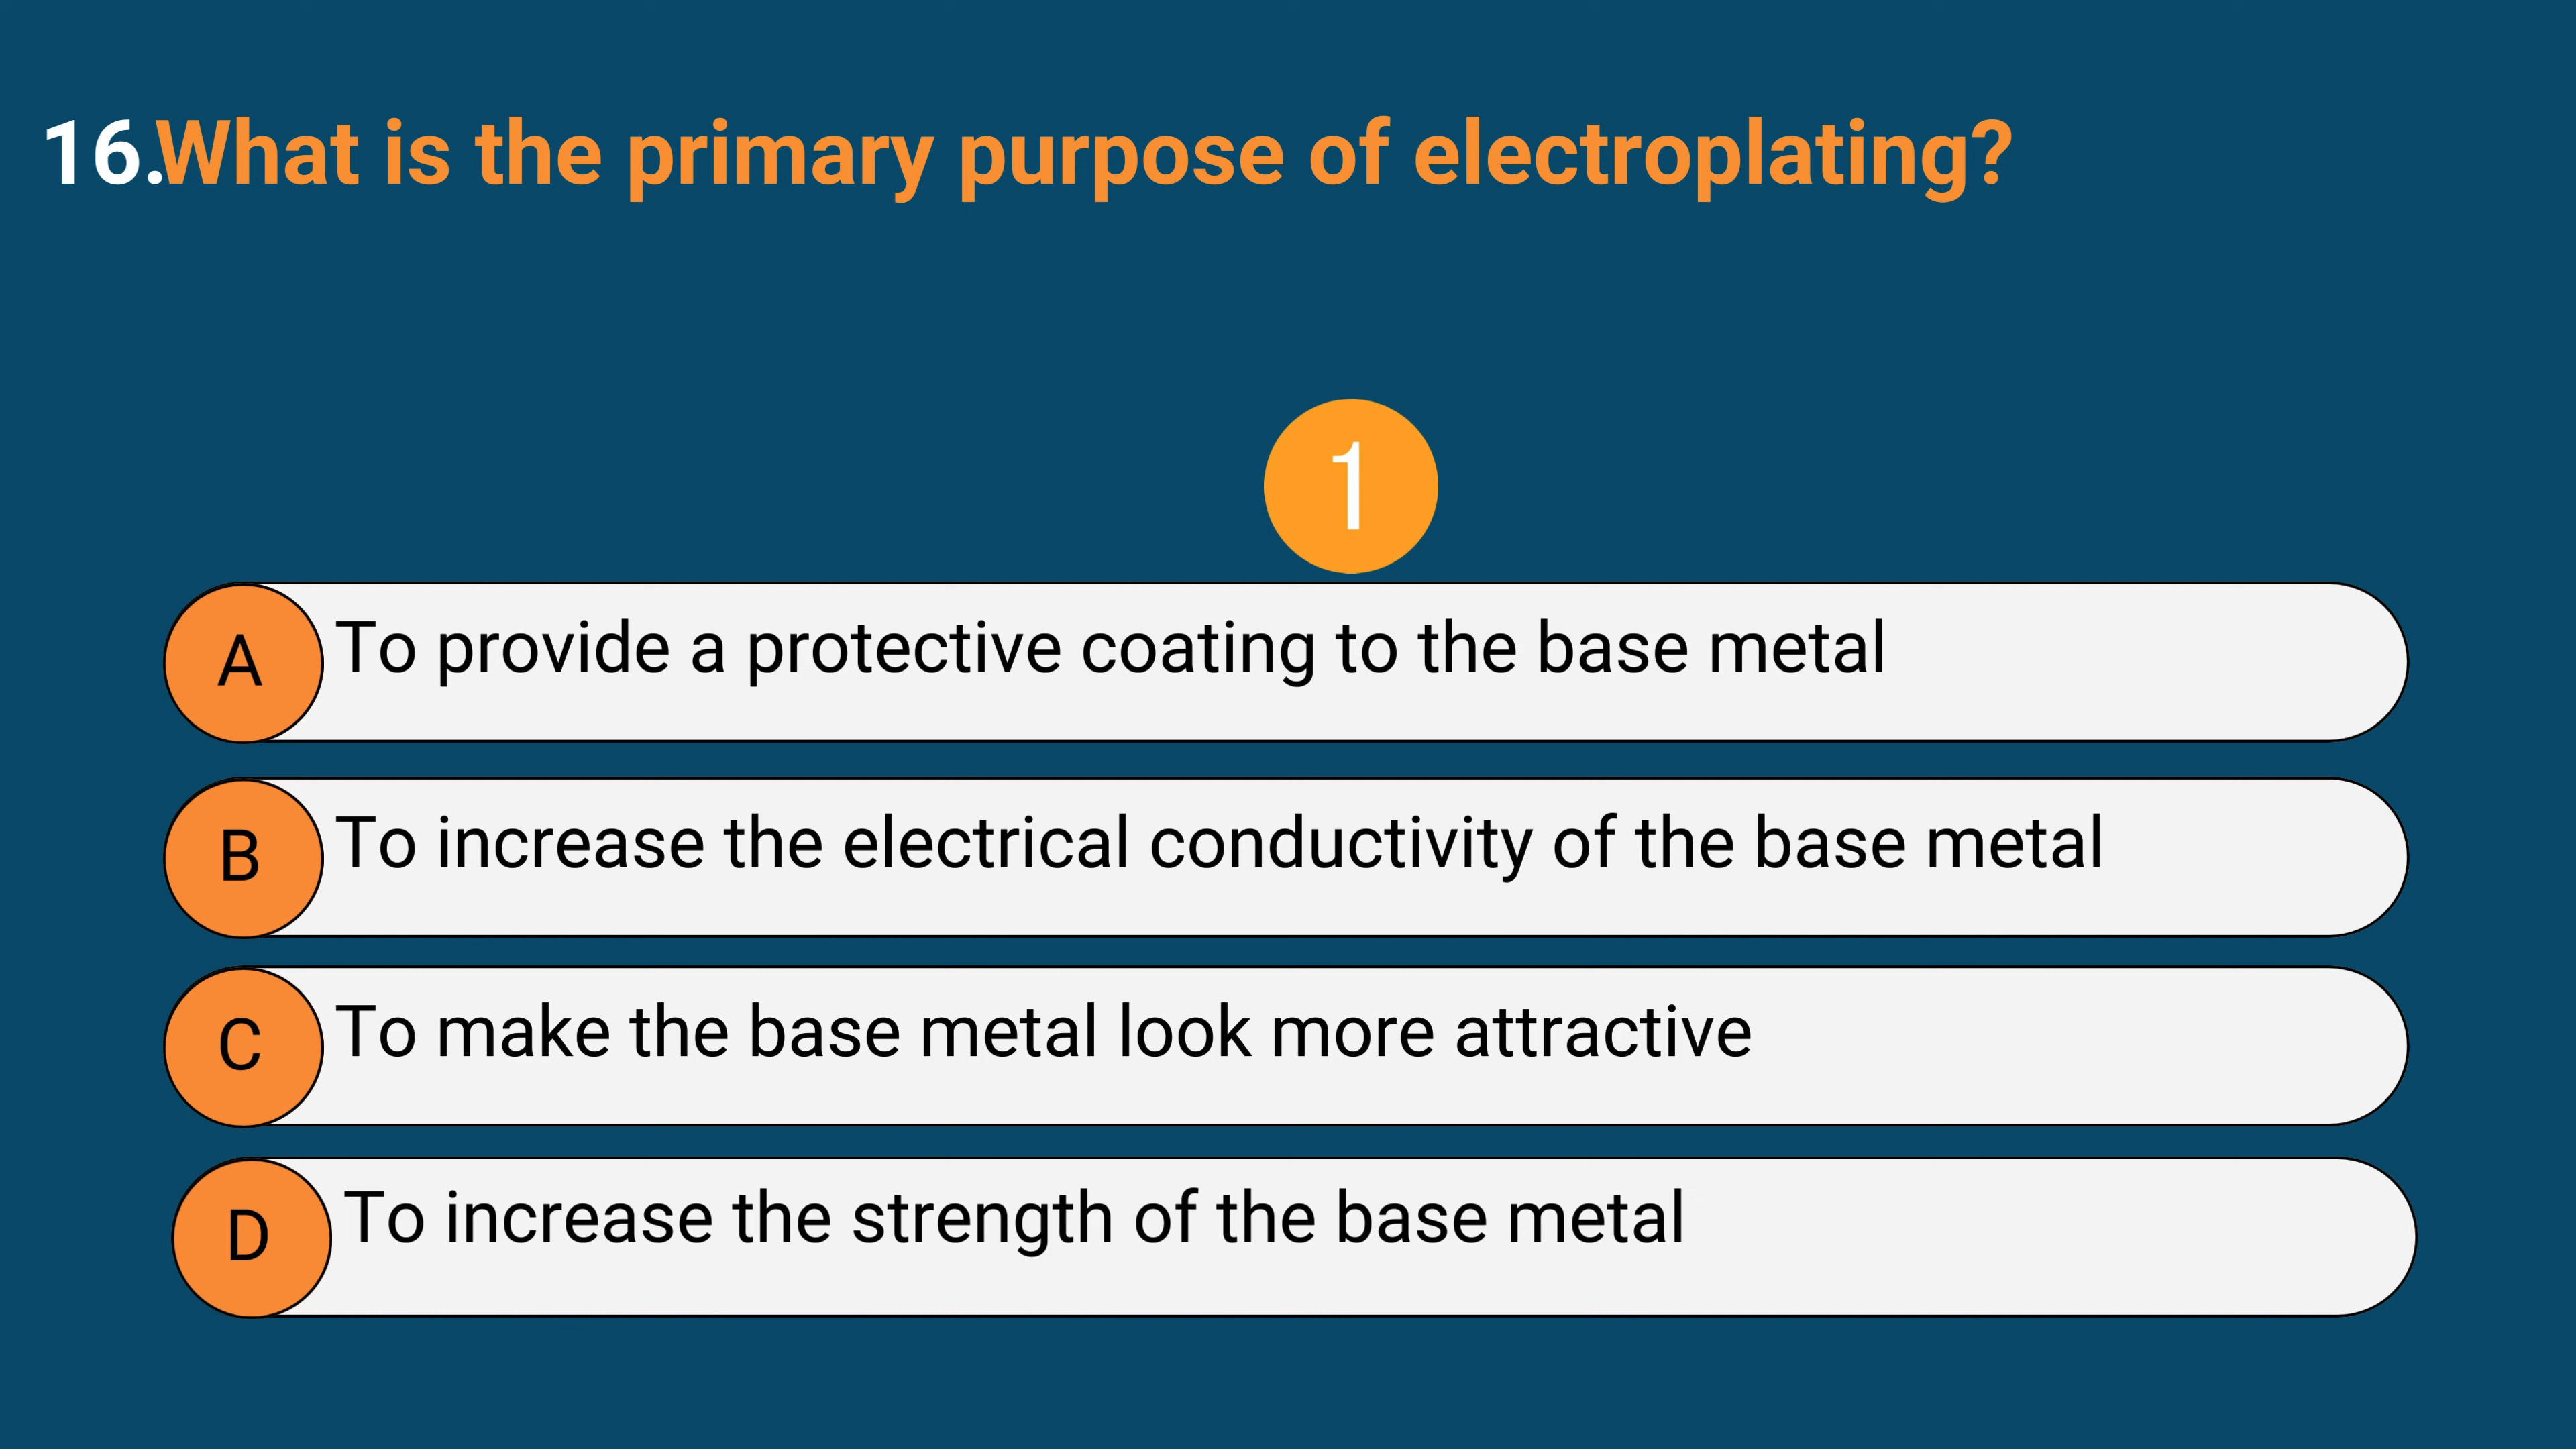 16.What is the primary purpose of electroplating?
1
A To provide a protective coating to the base metal
B To increase the electrical conductivity of the base metal
C To make the base metal look more attractive
D To increase the strength of the base metal